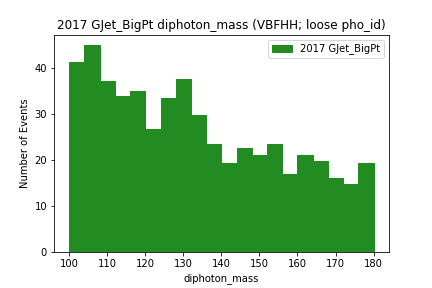 2017 GJet_BigPt diphoton_mass (VBFHH; loose pho_id)
2017 GJet_BigPt
Number of Events
40
30
20
10
0
100 110 120 130 140 150 160 170 180
diphoton_mass